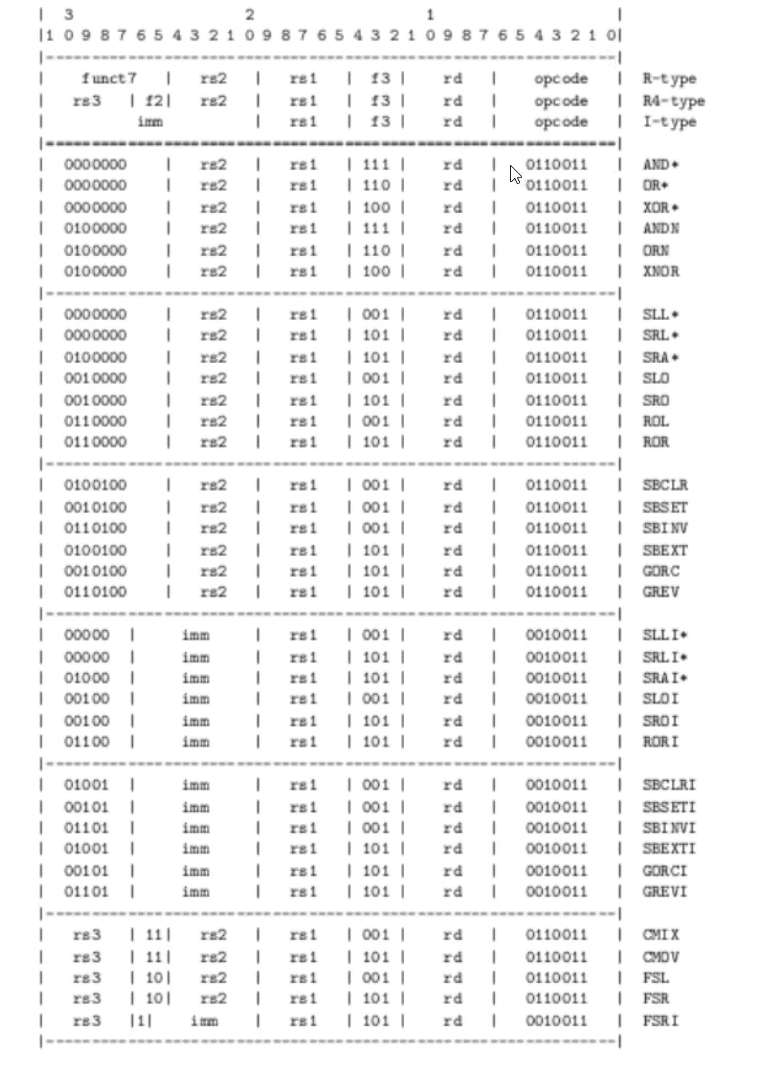 |  3                   2                   1                    |
|1 0 9 8 7 6 5 4 3 2 1 0 9 8 7 6 5 4 3 2 1 0 9 8 7 6 5 4 3 2 1 0|
|---------------------------------------------------------------|
|    funct7   |   rs2   |   rs1   | f3  |    rd   |    opcode   |  R-type
|   rs3   | f2|   rs2   |   rs1   | f3  |    rd   |    opcode   |  R4-type
|          imm          |   rs1   | f3  |    rd   |    opcode   |  I-type
|===============================================================|
|  0000000    |   rs2   |   rs1   | 111 |    rd   |   0110011   |  AND*
|  0000000    |   rs2   |   rs1   | 110 |    rd   |   0110011   |  OR*
|  0000000    |   rs2   |   rs1   | 100 |    rd   |   0110011   |  XOR*
|  0100000    |   rs2   |   rs1   | 111 |    rd   |   0110011   |  ANDN
|  0100000    |   rs2   |   rs1   | 110 |    rd   |   0110011   |  ORN
|  0100000    |   rs2   |   rs1   | 100 |    rd   |   0110011   |  XNOR
|---------------------------------------------------------------|
|  0000000    |   rs2   |   rs1   | 001 |    rd   |   0110011   |  SLL*
|  0000000    |   rs2   |   rs1   | 101 |    rd   |   0110011   |  SRL*
|  0100000    |   rs2   |   rs1   | 101 |    rd   |   0110011   |  SRA*
|  0010000    |   rs2   |   rs1   | 001 |    rd   |   0110011   |  SLO
|  0010000    |   rs2   |   rs1   | 101 |    rd   |   0110011   |  SRO
|  0110000    |   rs2   |   rs1   | 001 |    rd   |   0110011   |  ROL
|  0110000    |   rs2   |   rs1   | 101 |    rd   |   0110011   |  ROR
|---------------------------------------------------------------|
|  0100100    |   rs2   |   rs1   | 001 |    rd   |   0110011   |  SBCLR
|  0010100    |   rs2   |   rs1   | 001 |    rd   |   0110011   |  SBSET
|  0110100    |   rs2   |   rs1   | 001 |    rd   |   0110011   |  SBINV
|  0100100    |   rs2   |   rs1   | 101 |    rd   |   0110011   |  SBEXT
|  0010100    |   rs2   |   rs1   | 101 |    rd   |   0110011   |  GORC
|  0110100    |   rs2   |   rs1   | 101 |    rd   |   0110011   |  GREV
|---------------------------------------------------------------|
|  00000  |     imm     |   rs1   | 001 |    rd   |   0010011   |  SLLI*
|  00000  |     imm     |   rs1   | 101 |    rd   |   0010011   |  SRLI*
|  01000  |     imm     |   rs1   | 101 |    rd   |   0010011   |  SRAI*
|  00100  |     imm     |   rs1   | 001 |    rd   |   0010011   |  SLOI
|  00100  |     imm     |   rs1   | 101 |    rd   |   0010011   |  SROI
|  01100  |     imm     |   rs1   | 101 |    rd   |   0010011   |  RORI
|---------------------------------------------------------------|
|  01001  |     imm     |   rs1   | 001 |    rd   |   0010011   |  SBCLRI
|  00101  |     imm     |   rs1   | 001 |    rd   |   0010011   |  SBSETI
|  01101  |     imm     |   rs1   | 001 |    rd   |   0010011   |  SBINVI
|  01001  |     imm     |   rs1   | 101 |    rd   |   0010011   |  SBEXTI
|  00101  |     imm     |   rs1   | 101 |    rd   |   0010011   |  GORCI
|  01101  |     imm     |   rs1   | 101 |    rd   |   0010011   |  GREVI
|---------------------------------------------------------------|
|   rs3   | 11|   rs2   |   rs1   | 001 |    rd   |   0110011   |  CMIX
|   rs3   | 11|   rs2   |   rs1   | 101 |    rd   |   0110011   |  CMOV
|   rs3   | 10|   rs2   |   rs1   | 001 |    rd   |   0110011   |  FSL
|   rs3   | 10|   rs2   |   rs1   | 101 |    rd   |   0110011   |  FSR
|   rs3   |1|    imm    |   rs1   | 101 |    rd   |   0010011   |  FSRI
|---------------------------------------------------------------|